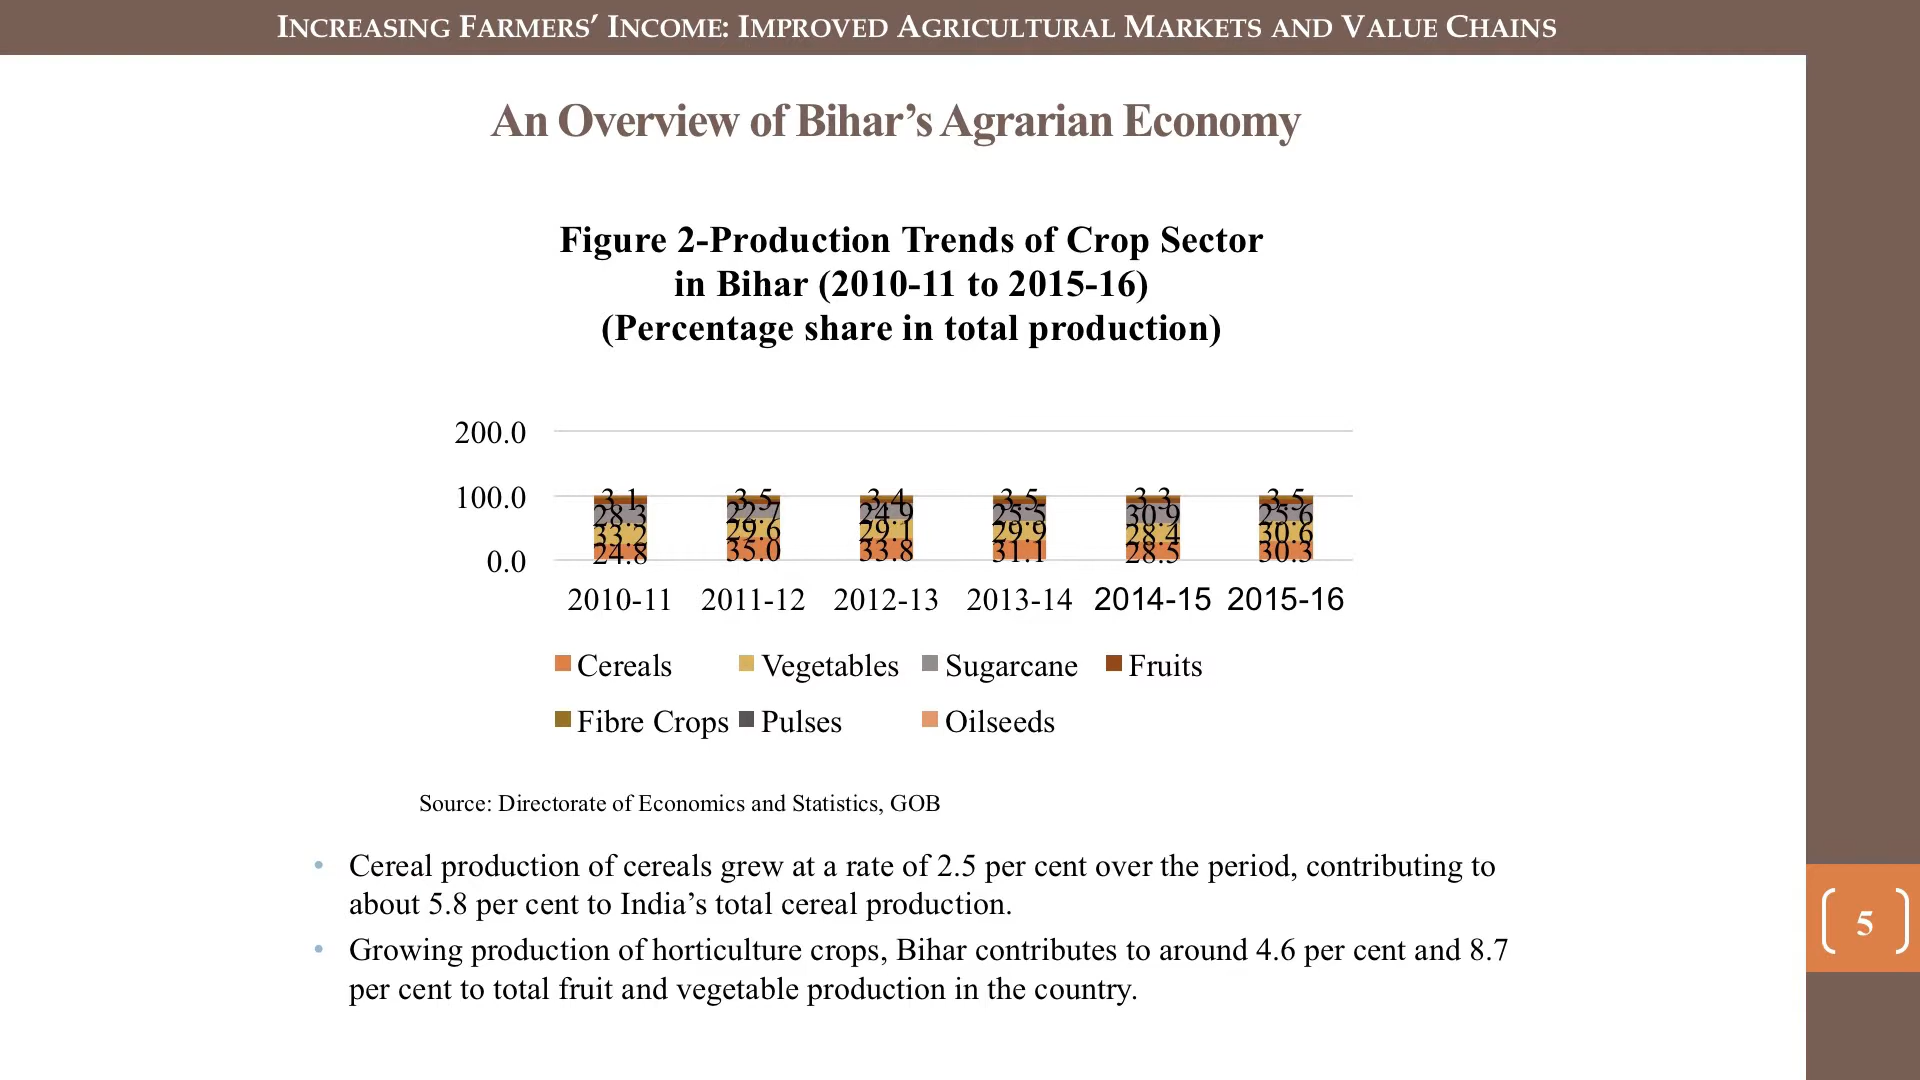 INCREASING FARMERS’ INCOME: IMPROVED AGRICULTURAL MARKETS AND VALUE CHAINS
An Overview of Bihar’s Agrarian Economy
Figure 2-Production Trends of Crop Sector
in Bihar (2010-11 to 2015-16)
(Percentage share in total production)
200.0
100.0
0.0
3.1 3.5 3.4 3.5 3.3 3.5
28.3 22.7 24.9 25.5 30.9 25.6
33.2 29.6 29.1 29.9 28.4 30.6
24.8 35.0 33.8 31.1 28.5 30.3
2010-11 2011-12 2012-13 2013-14 2014-15 2015-16
Cereals Vegetables Sugarcane Fruits
Fibre Crops Pulses Oilseeds
Source: Directorate of Economics and Statistics, GOB
• Cereal production of cereals grew at a rate of 2.5 per cent over the period, contributing to
about 5.8 per cent to India’s total cereal production.
• Growing production of horticulture crops, Bihar contributes to around 4.6 per cent and 8.7
per cent to total fruit and vegetable production in the country.
5